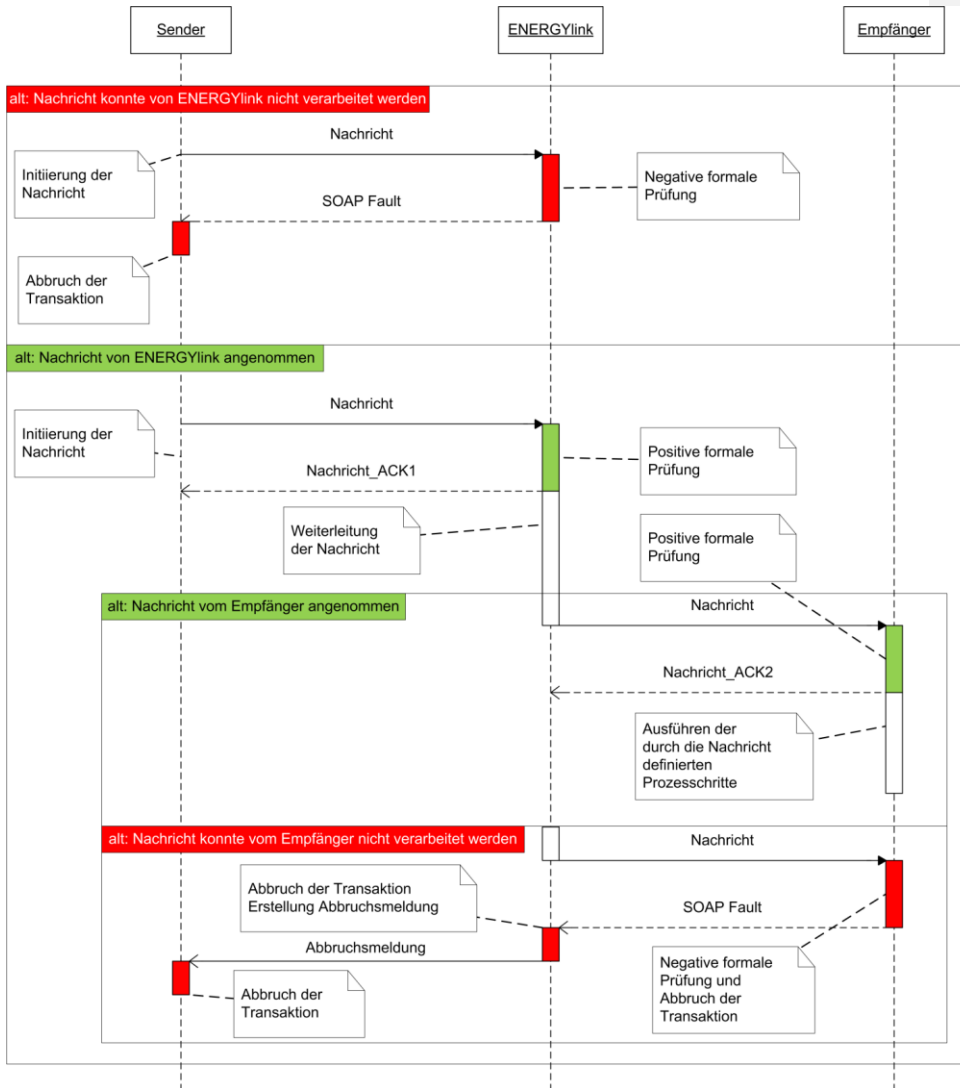 Sender
ENERGYlink
Empfänger
alt: Nachricht konnte von ENERGYlink nicht verarbeitet werden
Nachricht
Initiierung der
Nachricht
Negative formale
Prüfung
SOAP Fault
Abbruch der
Transaktion
alt: Nachricht von ENERGYlink angenommen
Nachricht
Initiierung der
Nachricht
Positive formale
Prüfung
Nachricht_ACK1
Weiterleitung
der Nachricht
Positive formale
Prüfung
alt: Nachricht vom Empfänger angenommen
Nachricht
Nachricht_ACK2
Ausführen der
durch die Nachricht
definierten
Prozesschritte
alt: Nachricht konnte vom Empfänger nicht verarbeitet werden
Nachricht
Abbruch der Transaktion
Erstellung Abbruchsmeldung
SOAP Fault
Abbruchsmeldung
Negative formale
Prüfung und
Abbruch der
Transaktion
Abbruch der
Transaktion